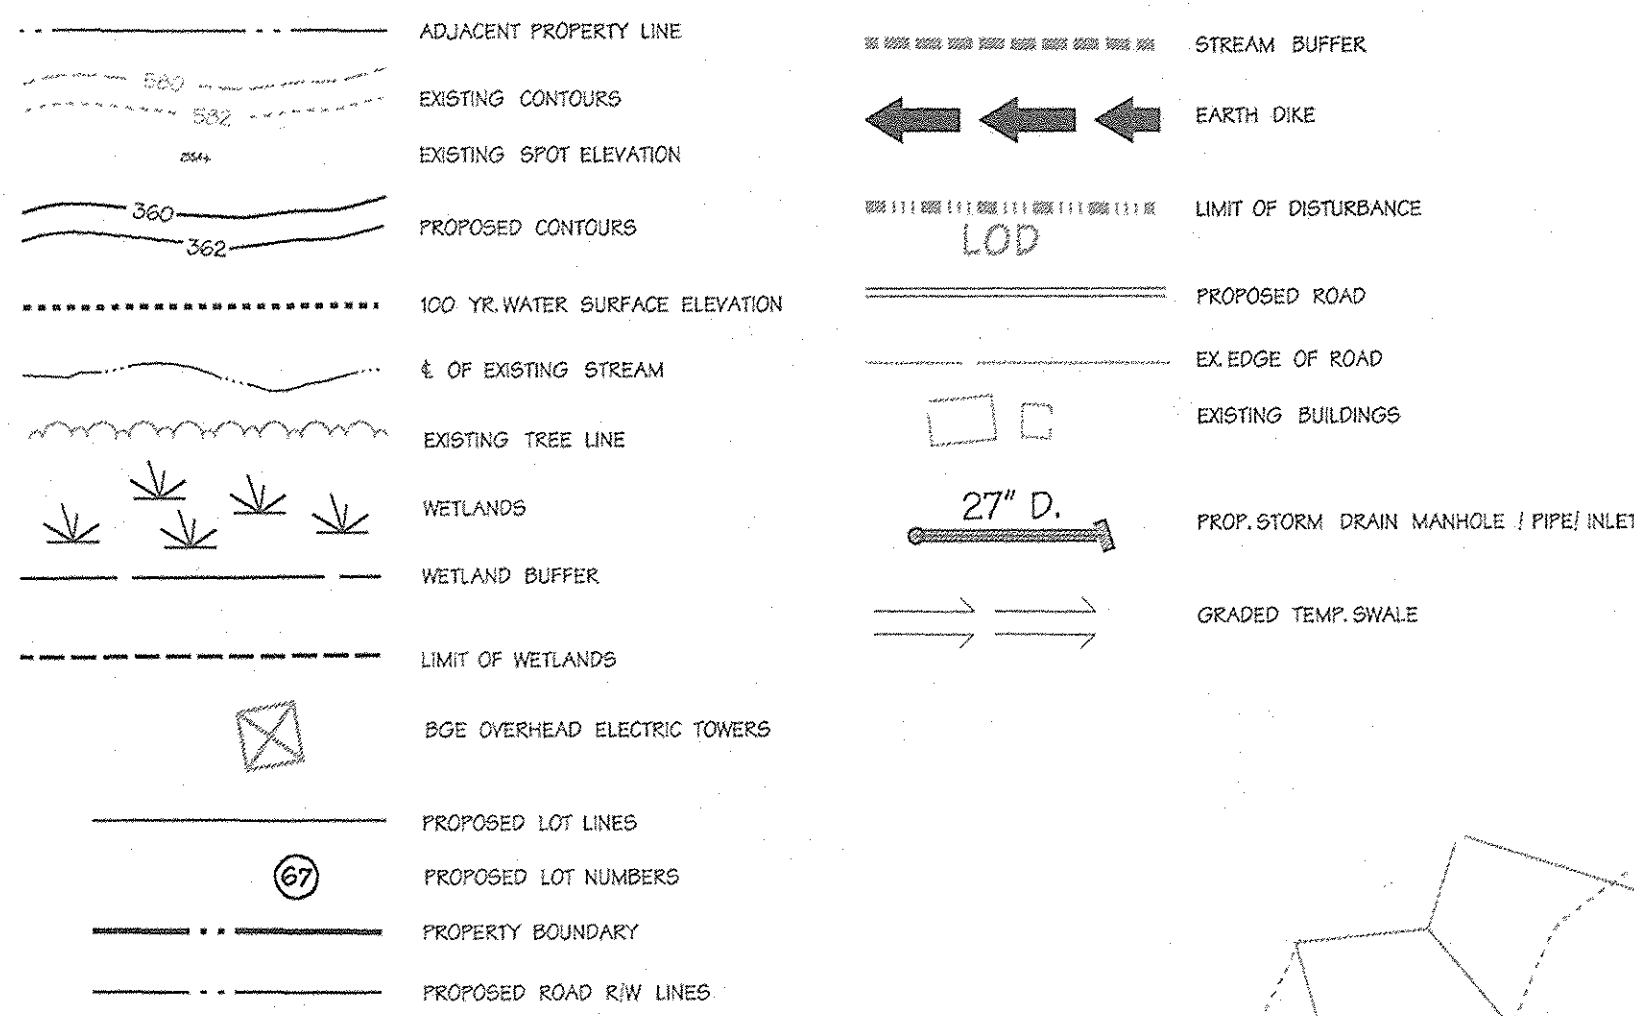 ADJACENT PROPERTY LINE
580
582
EXISTING CONTOURS
EXISTING SPOT ELEVATION
360
362
PROPOSED CONTOURS
100 YR. WATER SURFACE ELEVATION
℄ OF EXISTING STREAM
EXISTING TREE LINE
WETLANDS
WETLAND BUFFER
LIMIT OF WETLANDS
BGE OVERHEAD ELECTRIC TOWERS
PROPOSED LOT LINES
67
PROPOSED LOT NUMBERS
PROPERTY BOUNDARY
PROPOSED ROAD R/W LINES
STREAM BUFFER
EARTH DIKE
LIMIT OF DISTURBANCE
LOD
PROPOSED ROAD
EX. EDGE OF ROAD
EXISTING BUILDINGS
27" D.
PROP. STORM DRAIN MANHOLE / PIPE/ INLET
GRADED TEMP. SWALE